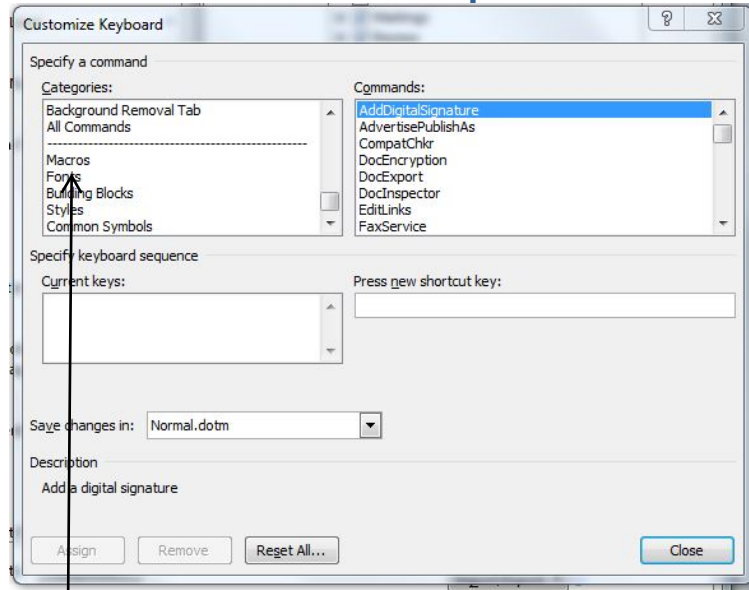 Customize Keyboard
Specify a command
Categories:
Background Removal Tab
All Commands
Macros
Fonts
Building Blocks
Styles
Common Symbols
Commands:
AddDigitalSignature
AdvertisePublishAs
CompatChkr
DocEncryption
DocExport
DocInspector
EditLinks
FaxService
Specify keyboard sequence
Current keys:
Press new shortcut key:
Save changes in: Normal.dotm
Description
Add a digital signature
Assign Remove Reset All... Close